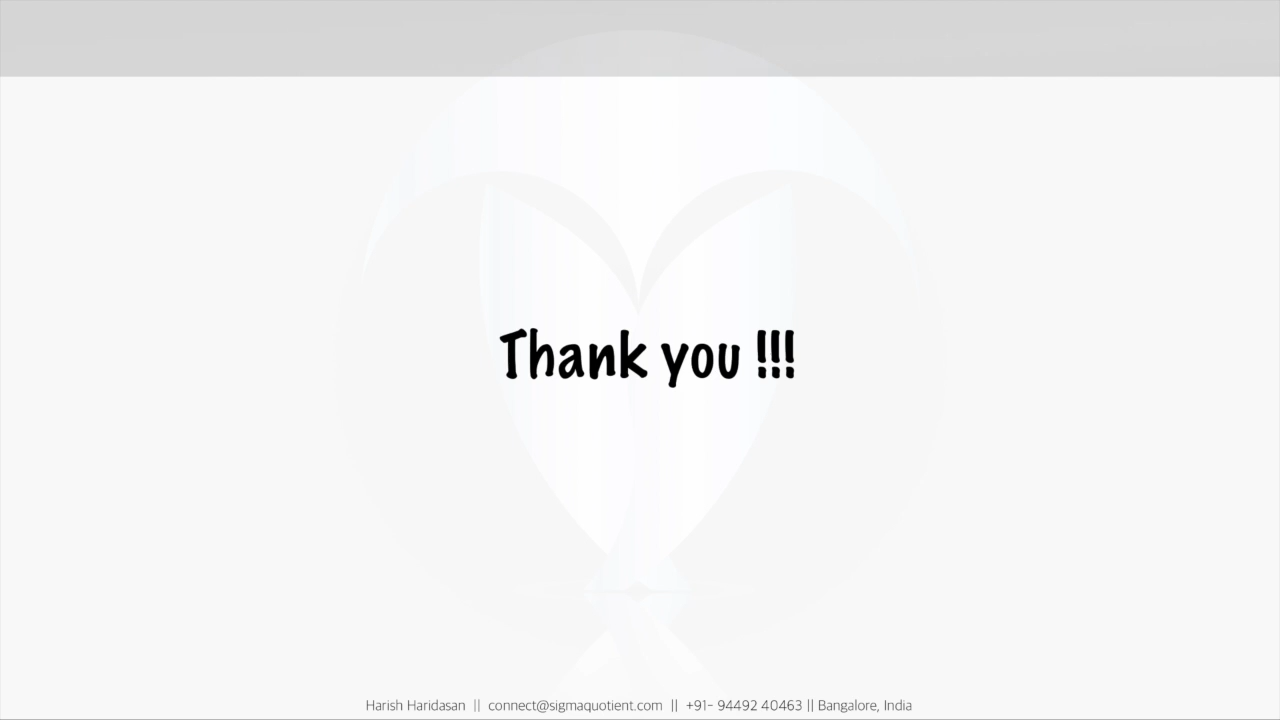 Thank you !!!
Harish Haridasan || connect@sigmaquotient.com || +91- 94492 40463 || Bangalore, India